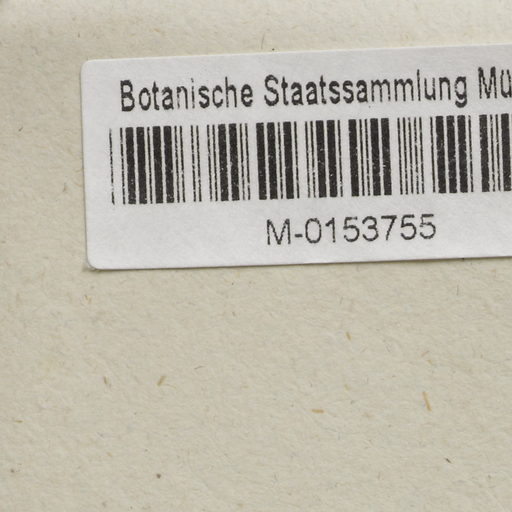 Botanische Staatssammlung Mü
M-0153755